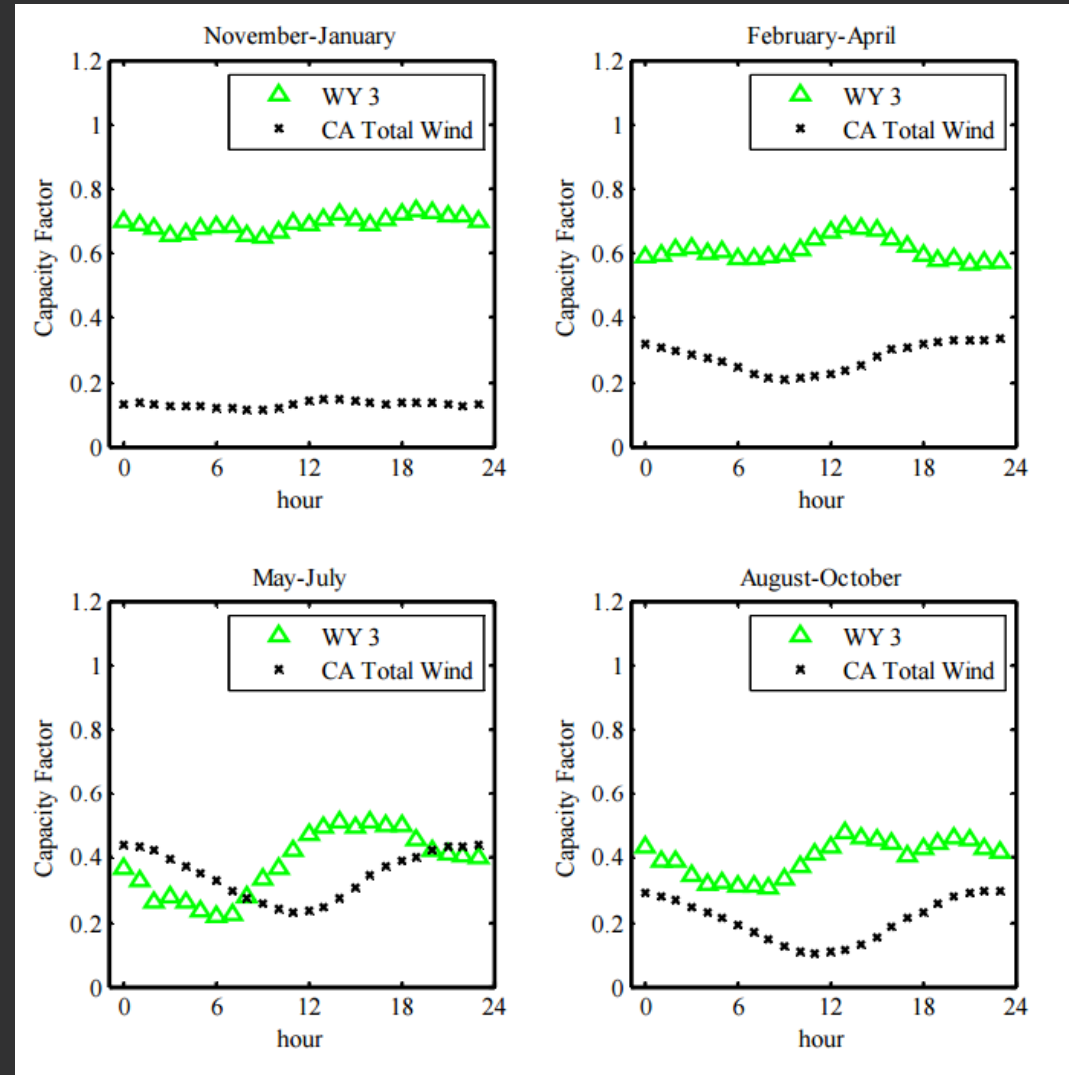 November-January
1.2
1
0.8
0.6
0.4
0.2
0
Capacity Factor
WY 3
CA Total Wind
0 6 12 18 24
hour
February-April
1.2
1
0.8
0.6
0.4
0.2
0
Capacity Factor
WY 3
CA Total Wind
0 6 12 18 24
hour
May-July
1.2
1
0.8
0.6
0.4
0.2
0
Capacity Factor
WY 3
CA Total Wind
0 6 12 18 24
hour
August-October
1.2
1
0.8
0.6
0.4
0.2
0
Capacity Factor
WY 3
CA Total Wind
0 6 12 18 24
hour